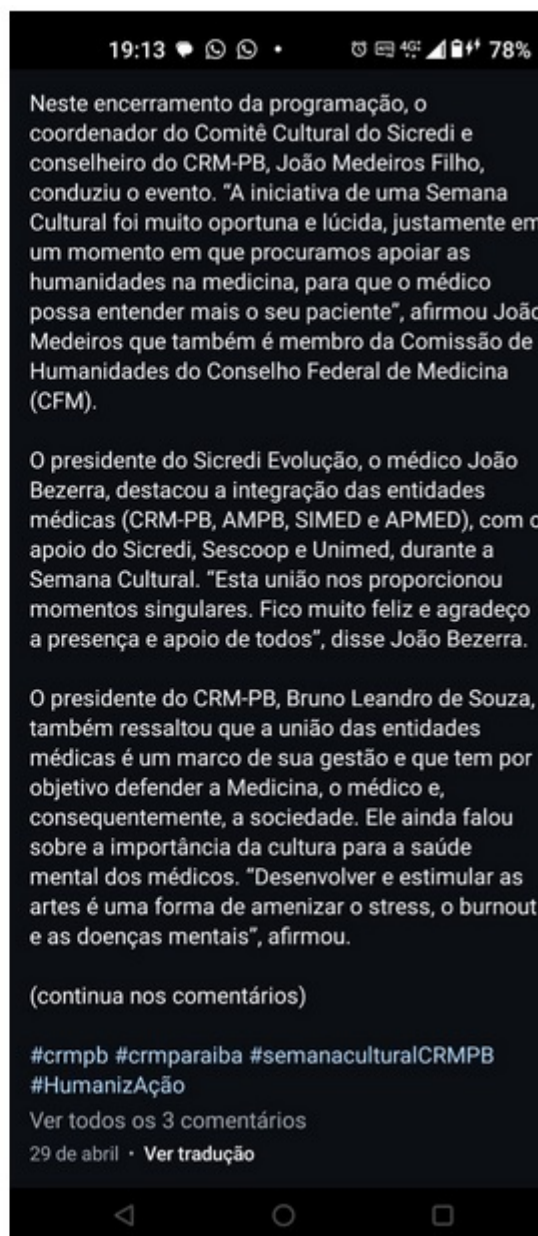 19:13
4G
78%
Neste encerramento da programação, o
coordenador do Comitê Cultural do Sicredi e
conselheiro do CRM-PB, João Medeiros Filho,
conduziu o evento. “A iniciativa de uma Semana
Cultural foi muito oportuna e lúcida, justamente em
um momento em que procuramos apoiar as
humanidades na medicina, para que o médico
possa entender mais o seu paciente”, afirmou João
Medeiros que também é membro da Comissão de
Humanidades do Conselho Federal de Medicina
(CFM).
O presidente do Sicredi Evolução, o médico João
Bezerra, destacou a integração das entidades
médicas (CRM-PB, AMPB, SIMED e APMED), com o
apoio do Sicredi, Sescoop e Unimed, durante a
Semana Cultural. “Esta união nos proporcionou
momentos singulares. Fico muito feliz e agradeço
a presença e apoio de todos”, disse João Bezerra.
O presidente do CRM-PB, Bruno Leandro de Souza,
também ressaltou que a união das entidades
médicas é um marco de sua gestão e que tem por
objetivo defender a Medicina, o médico e,
consequentemente, a sociedade. Ele ainda falou
sobre a importância da cultura para a saúde
mental dos médicos. “Desenvolver e estimular as
artes é uma forma de amenizar o stress, o burnout
e as doenças mentais”, afirmou.
(continua nos comentários)
#crmpb #crmparaiba #semanaculturalCRMPB
#HumanizAção
Ver todos os 3 comentários
29 de abril • Ver tradução